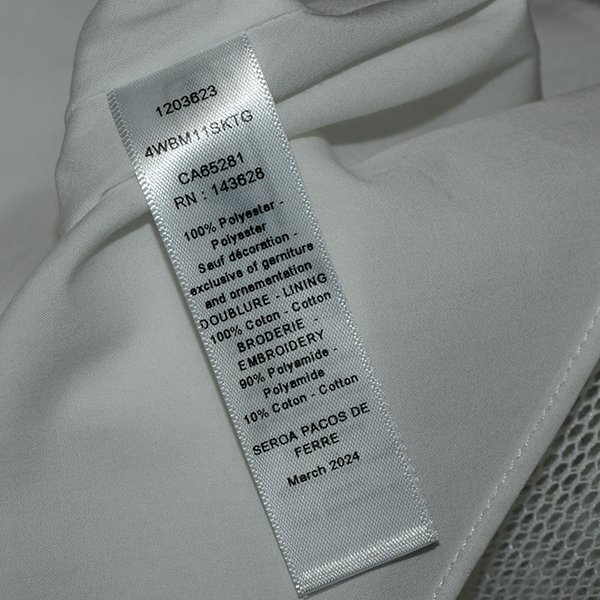 1203623
4WBM11SKTG
CA65281
RN : 143628
100% Polyester -
Polyester
Sauf décoration -
exclusive of garniture
and ornamentation
DOUBLURE - LINING
100% Coton - Cotton
BRODERIE -
EMBROIDERY
90% Polyamide -
Polyamide
10% Coton - Cotton
SEROA PACOS DE
FERRE
March 2024